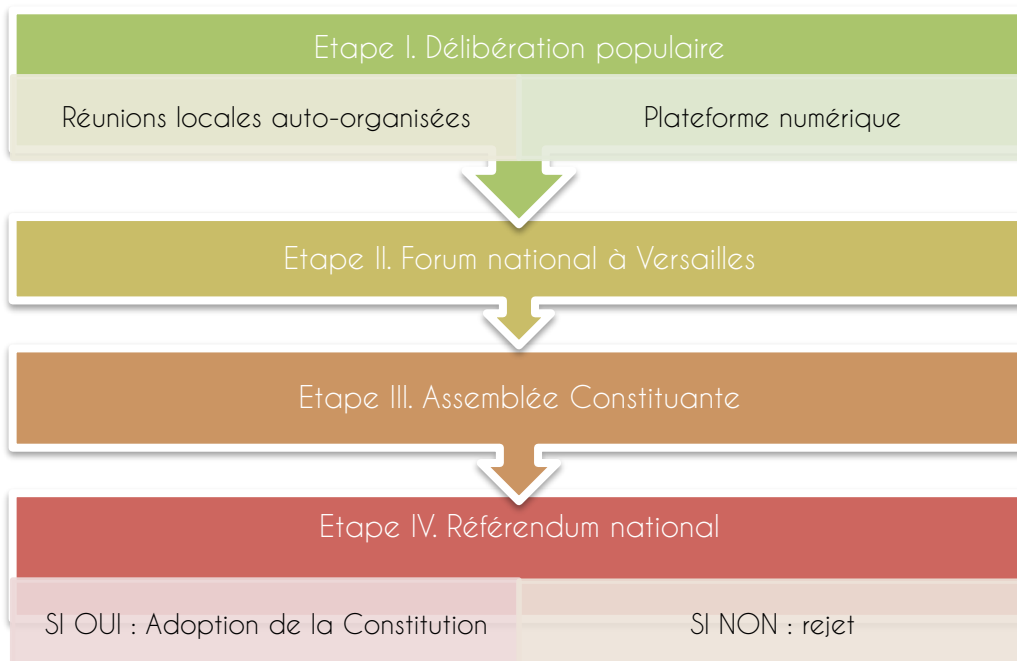 Etape I. Délibération populaire
Réunions locales auto-organisées
Plateforme numérique
Etape II. Forum national à Versailles
Etape III. Assemblée Constituante
Etape IV. Référendum national
SI OUI : Adoption de la Constitution
SI NON : rejet